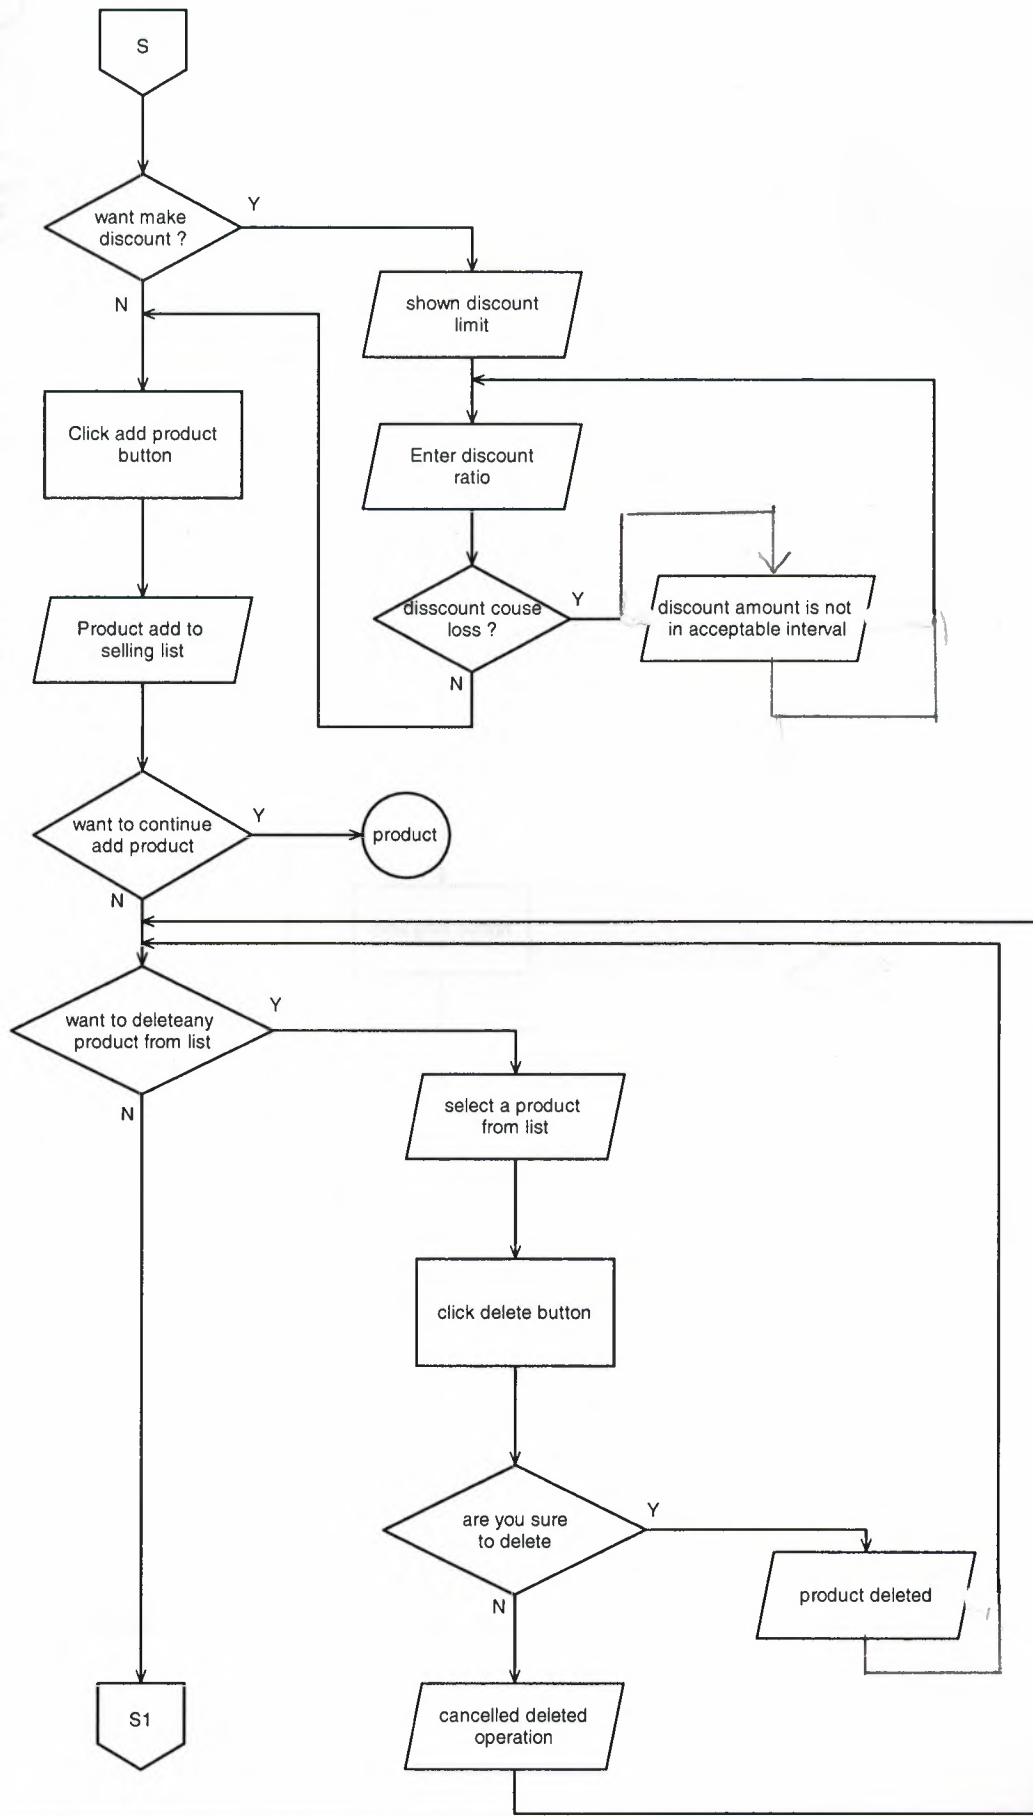 S
want make
discount ?
Y
N
shown discount
limit
Click add product
button
Enter discount
ratio
disscount couse
loss ?
Y
N
discount amount is not
in acceptable interval
Product add to
selling list
want to continue
add product
Y
N
product
want to deleteany
product from list
Y
N
select a product
from list
click delete button
are you sure
to delete
Y
N
product deleted
cancelled deleted
operation
S1